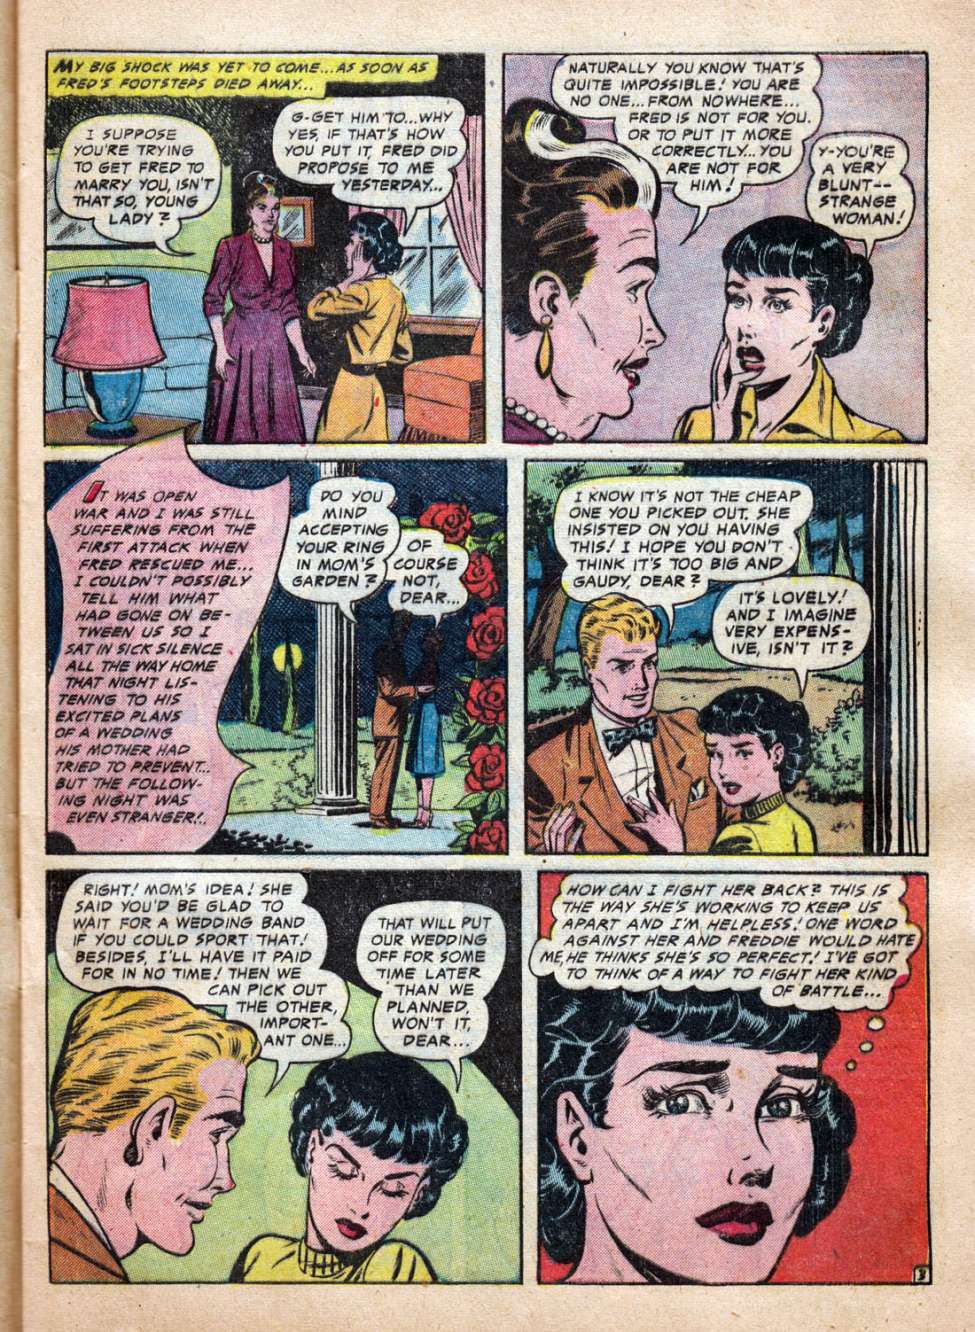 MY BIG SHOCK WAS YET TO COME...AS SOON AS
FRED'S FOOTSTEPS DIED AWAY...
I SUPPOSE
YOU'RE TRYING
TO GET FRED TO
MARRY YOU, ISN'T
THAT SO, YOUNG
LADY?
G-GET HIM TO...WHY
YES, IF THAT'S HOW
YOU PUT IT, FRED DID
PROPOSE TO ME
YESTERDAY...
NATURALLY YOU KNOW THAT'S
QUITE IMPOSSIBLE! YOU ARE
NO ONE...FROM NOWHERE...
FRED IS NOT FOR YOU.
OR TO PUT IT MORE
CORRECTLY...YOU
ARE NOT FOR
HIM!
Y-YOU'RE
A VERY
BLUNT--
STRANGE
WOMAN!
IT WAS OPEN
WAR AND I WAS STILL
SUFFERING FROM THE
FIRST ATTACK WHEN
FRED RESCUED ME...
I COULDN'T POSSIBLY
TELL HIM WHAT
HAD GONE ON BE-
TWEEN US SO I
SAT IN SICK SILENCE
ALL THE WAY HOME
THAT NIGHT LIS-
TENING TO HIS
EXCITED PLANS
OF A WEDDING
HIS MOTHER HAD
TRIED TO PREVENT...
BUT THE FOLLOW-
ING NIGHT WAS
EVEN STRANGER!
DO YOU
MIND
ACCEPTING
YOUR RING
IN MOM'S
GARDEN?
OF
COURSE
NOT,
DEAR...
I KNOW IT'S NOT THE CHEAP
ONE YOU PICKED OUT, SHE
INSISTED ON YOU HAVING
THIS! I HOPE YOU DON'T
THINK IT'S TOO BIG AND
GAUDY, DEAR?
IT'S LOVELY!
AND I IMAGINE
VERY EXPENS-
IVE, ISN'T IT?
RIGHT! MOM'S IDEA! SHE
SAID YOU'D BE GLAD TO
WAIT FOR A WEDDING BAND
IF YOU COULD SPORT THAT!
BESIDES, I'LL HAVE IT PAID
FOR IN NO TIME! THEN WE
CAN PICK OUT
THE OTHER,
IMPORT-
ANT ONE...
THAT WILL PUT
OUR WEDDING
OFF FOR SOME
TIME LATER
THAN WE
PLANNED,
WON'T IT,
DEAR...
HOW CAN I FIGHT HER BACK? THIS IS
THE WAY SHE'S WORKING TO KEEP US
APART AND I'M HELPLESS! ONE WORD
AGAINST HER AND FREDDIE WOULD HATE
ME, HE THINKS SHE'S SO PERFECT! I'VE GOT
TO THINK OF A WAY TO FIGHT HER KIND
OF BATTLE...
3